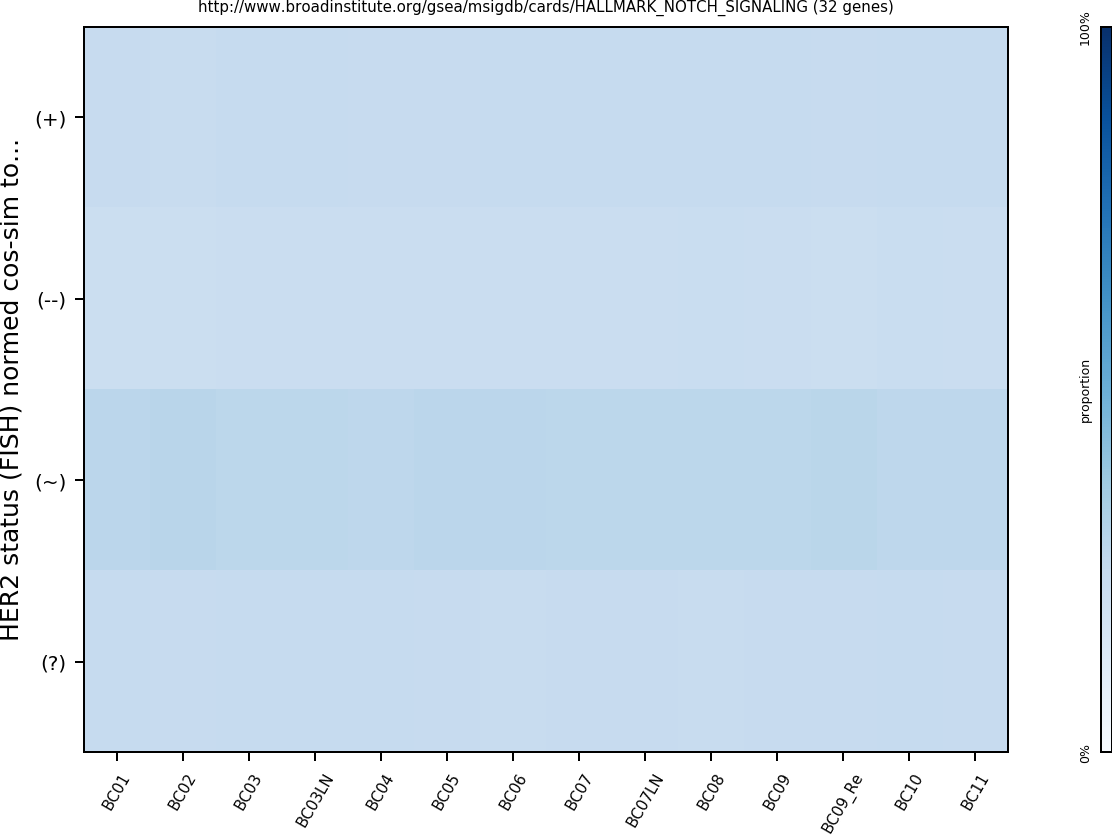 http://www.broadinstitute.org/gsea/msigdb/cards/HALLMARK_NOTCH_SIGNALING (32 genes)
HER2 status (FISH) normed cos-sim to...
(+)
(--)
(~)
(?)
BC01
BC02
BC03
BC03LN
BC04
BC05
BC06
BC07
BC07LN
BC08
BC09
BC09_Re
BC10
BC11
100%
proportion
0%